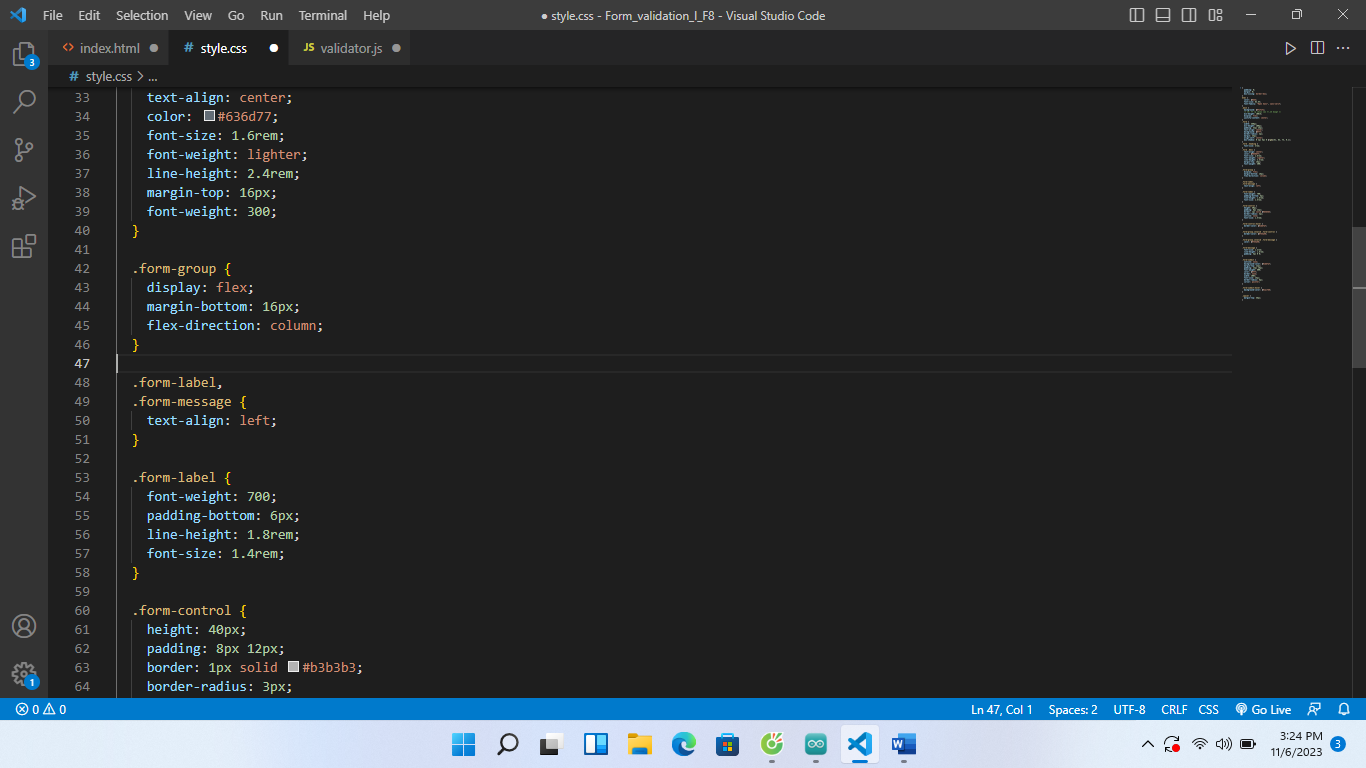 File Edit Selection View Go Run Terminal Help ● style.css - Form_validation_I_F8 - Visual Studio Code
<> index.html ● # style.css ● JS validator.js ●
# style.css > ...
33 text-align: center;
34 color: #636d77;
35 font-size: 1.6rem;
36 font-weight: lighter;
37 line-height: 2.4rem;
38 margin-top: 16px;
39 font-weight: 300;
40 }
41
42 .form-group {
43 display: flex;
44 margin-bottom: 16px;
45 flex-direction: column;
46 }
47
48 .form-label,
49 .form-message {
50 text-align: left;
51 }
52
53 .form-label {
54 font-weight: 700;
55 padding-bottom: 6px;
56 line-height: 1.8rem;
57 font-size: 1.4rem;
58 }
59
60 .form-control {
61 height: 40px;
62 padding: 8px 12px;
63 border: 1px solid #b3b3b3;
64 border-radius: 3px;
3
1
0 0 Ln 47, Col 1 Spaces: 2 UTF-8 CRLF CSS Go Live
3:24 PM
11/6/2023 3